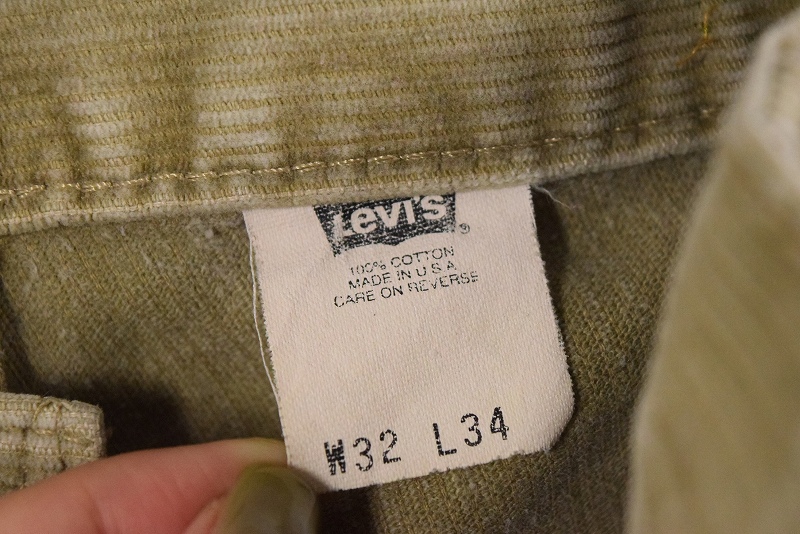 Levi's®
100% COTTON
MADE IN U S A
CARE ON REVERSE
W32 L34